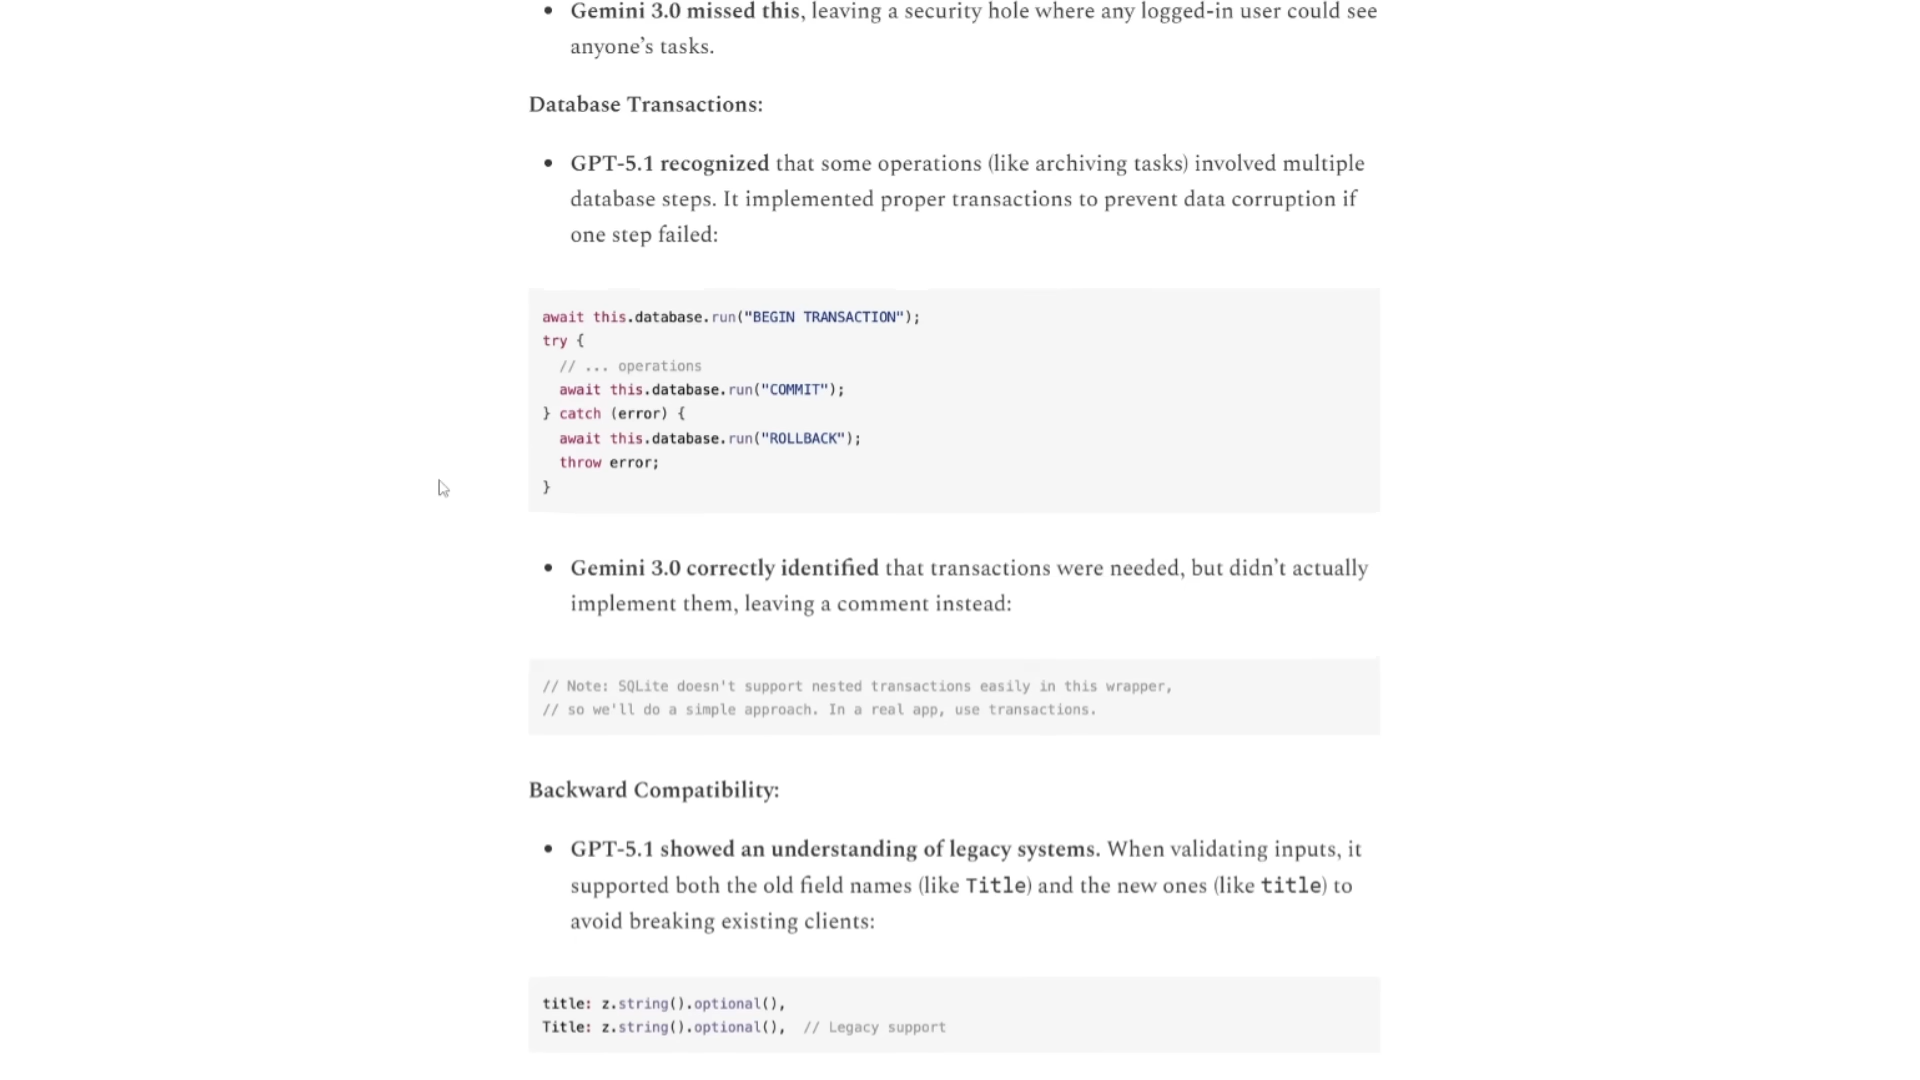 • Gemini 3.0 missed this, leaving a security hole where any logged-in user could see
anyone’s tasks.
Database Transactions:
• GPT-5.1 recognized that some operations (like archiving tasks) involved multiple
database steps. It implemented proper transactions to prevent data corruption if
one step failed:
await this.database.run("BEGIN TRANSACTION");
try {
  // ... operations
  await this.database.run("COMMIT");
} catch (error) {
  await this.database.run("ROLLBACK");
  throw error;
}
• Gemini 3.0 correctly identified that transactions were needed, but didn’t actually
implement them, leaving a comment instead:
// Note: SQLite doesn't support nested transactions easily in this wrapper,
// so we'll do a simple approach. In a real app, use transactions.
Backward Compatibility:
• GPT-5.1 showed an understanding of legacy systems. When validating inputs, it
supported both the old field names (like Title) and the new ones (like title) to
avoid breaking existing clients:
title: z.string().optional(),
Title: z.string().optional(),  // Legacy support